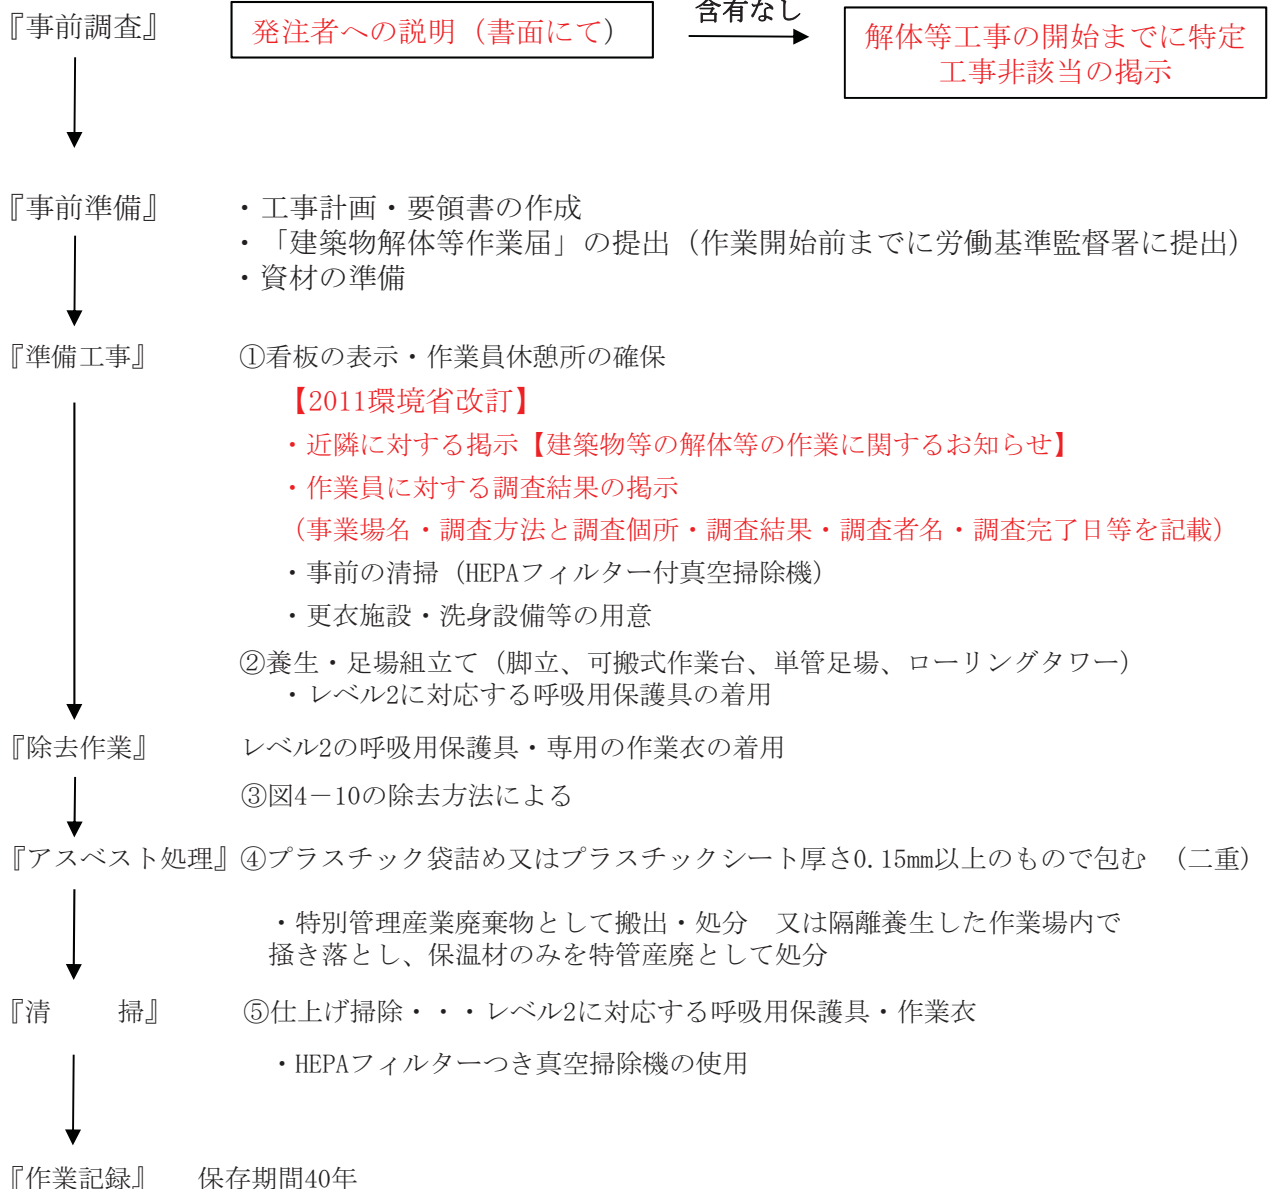 『事前調査』
発注者への説明（書面にて）
含有なし
解体等工事の開始までに特定
工事非該当の掲示
『事前準備』
・工事計画・要領書の作成
・「建築物解体等作業届」の提出（作業開始前までに労働基準監督署に提出）
・資材の準備
『準備工事』
①看板の表示・作業員休憩所の確保
【2011環境省改訂】
・近隣に対する掲示【建築物等の解体等の作業に関するお知らせ】
・作業員に対する調査結果の掲示
（事業場名・調査方法と調査個所・調査結果・調査者名・調査完了日等を記載）
・事前の清掃（HEPAフィルター付真空掃除機）
・更衣施設・洗身設備等の用意
②養生・足場組立て（脚立、可搬式作業台、単管足場、ローリングタワー）
・レベル2に対応する呼吸用保護具の着用
『除去作業』 レベル2の呼吸用保護具・専用の作業衣の着用
③図4－10の除去方法による
『アスベスト処理』④プラスチック袋詰め又はプラスチックシート厚さ0.15mm以上のもので包む （二重）
・特別管理産業廃棄物として搬出・処分 又は隔離養生した作業場内で
掻き落とし、保温材のみを特管産廃として処分
『清 掃』 ⑤仕上げ掃除・・・レベル2に対応する呼吸用保護具・作業衣
・HEPAフィルターつき真空掃除機の使用
『作業記録』 保存期間40年